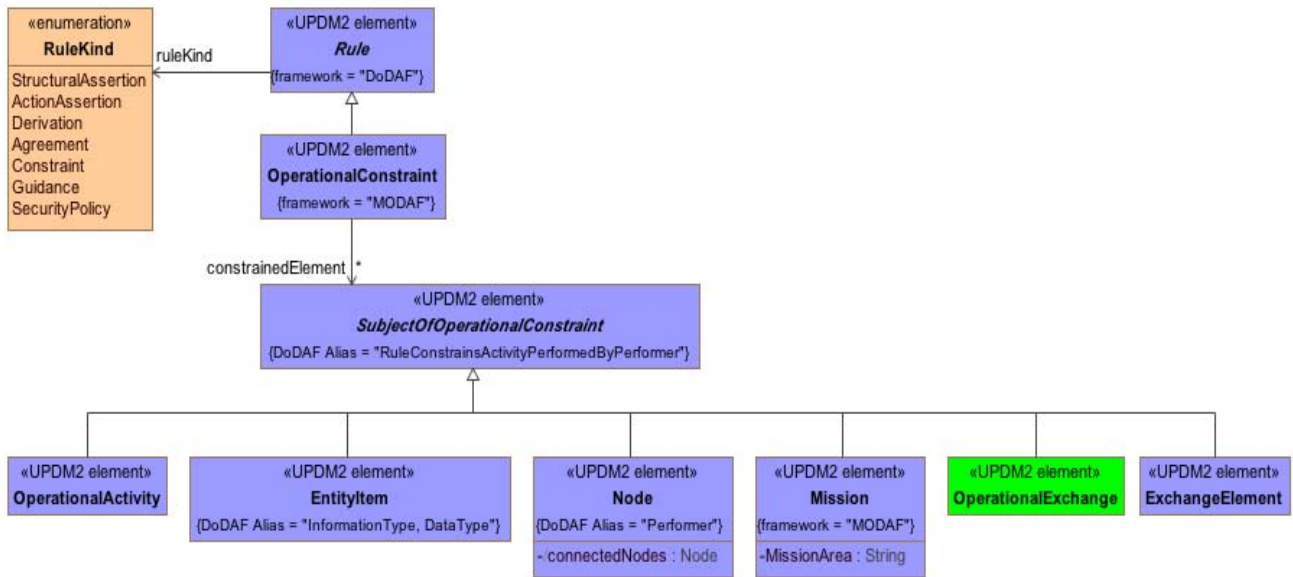 «enumeration»
RuleKind
StructuralAssertion
ActionAssertion
Derivation
Agreement
Constraint
Guidance
SecurityPolicy
ruleKind
«UPDM2 element»
Rule
{framework = "DoDAF"}
«UPDM2 element»
OperationalConstraint
{framework = "MODAF"}
constrainedElement *
«UPDM2 element»
SubjectOfOperationalConstraint
{DoDAF Alias = "RuleConstrainsActivityPerformedByPerformer"}
«UPDM2 element»
OperationalActivity
«UPDM2 element»
EntityItem
{DoDAF Alias = "InformationType, DataType"}
«UPDM2 element»
Node
{DoDAF Alias = "Performer"}
-/connectedNodes : Node
«UPDM2 element»
Mission
{framework = "MODAF"}
-MissionArea : String
«UPDM2 element»
OperationalExchange
«UPDM2 element»
ExchangeElement